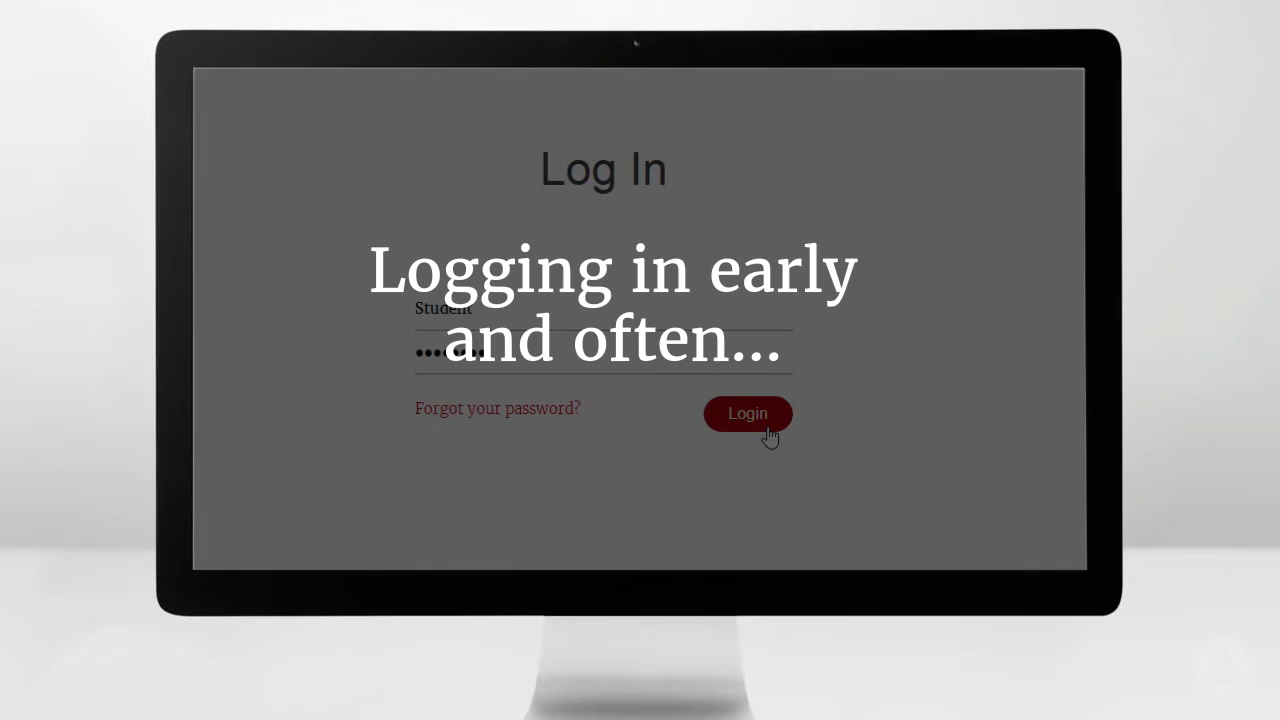 Log In
Logging in early
Student
and often...
••••••••
Forgot your password?
Login